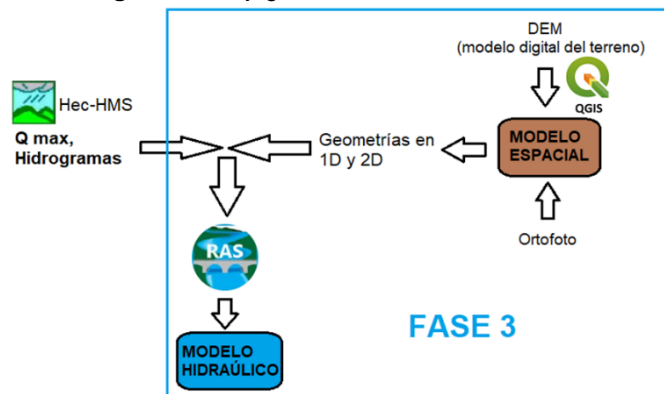 DEM
(modelo digital del terreno)
QGIS
Hec-HMS
Q max,
Hidrogramas
Geometrías en
1D y 2D
MODELO
ESPACIAL
Ortofoto
RAS
FASE 3
MODELO
HIDRAÚLICO